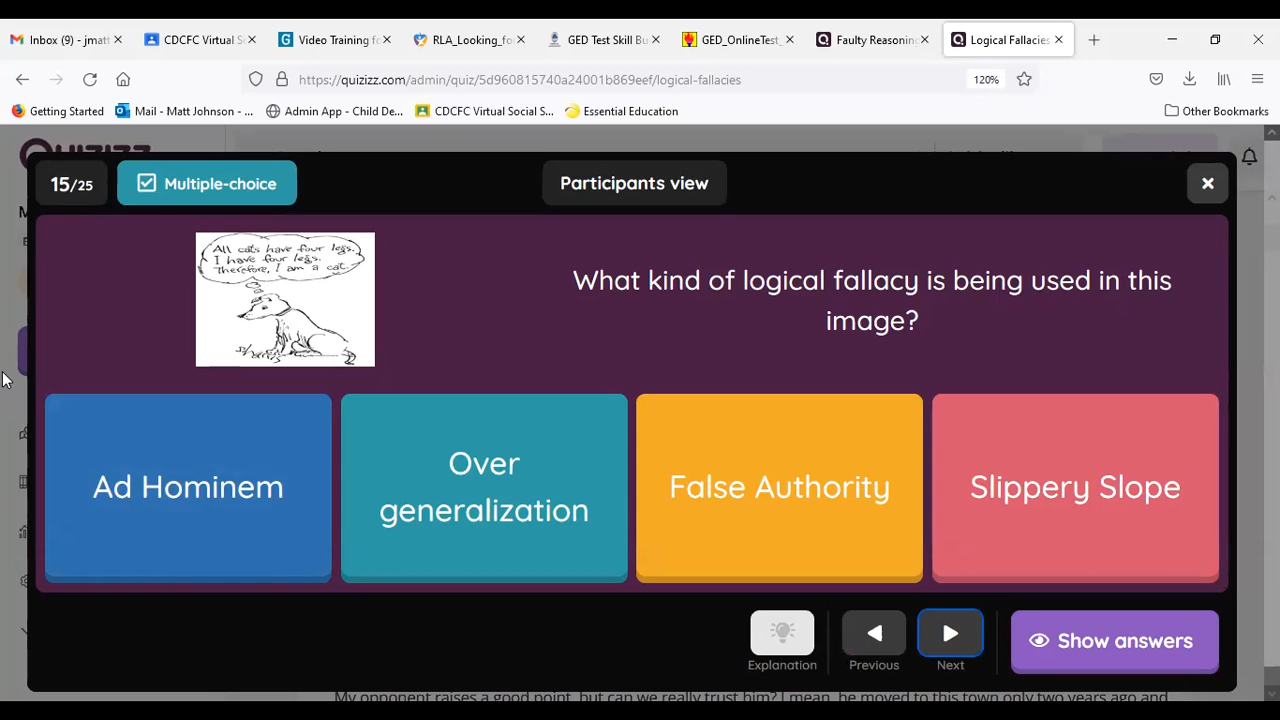 Inbox (9) - jmatt
CDCFC Virtual S
Video Training fo
RLA_Looking_fo
GED Test Skill Bu
GED_OnlineTest_
Faulty Reasoning
Logical Fallacies
https://quizizz.com/admin/quiz/5d960815740a24001b869eef/logical-fallacies
120%
Getting Started
Mail - Matt Johnson - ...
Admin App - Child De...
CDCFC Virtual Social S...
Essential Education
Other Bookmarks
15/25
Multiple-choice
Participants view
All cats have four legs.
I have four legs.
Therefore, I am a cat.
What kind of logical fallacy is being used in this
image?
Ad Hominem
Over
generalization
False Authority
Slippery Slope
Explanation
Previous
Next
Show answers
My opponent raises a good point, but can we really trust him? I mean, he moved to this town only two years ago and